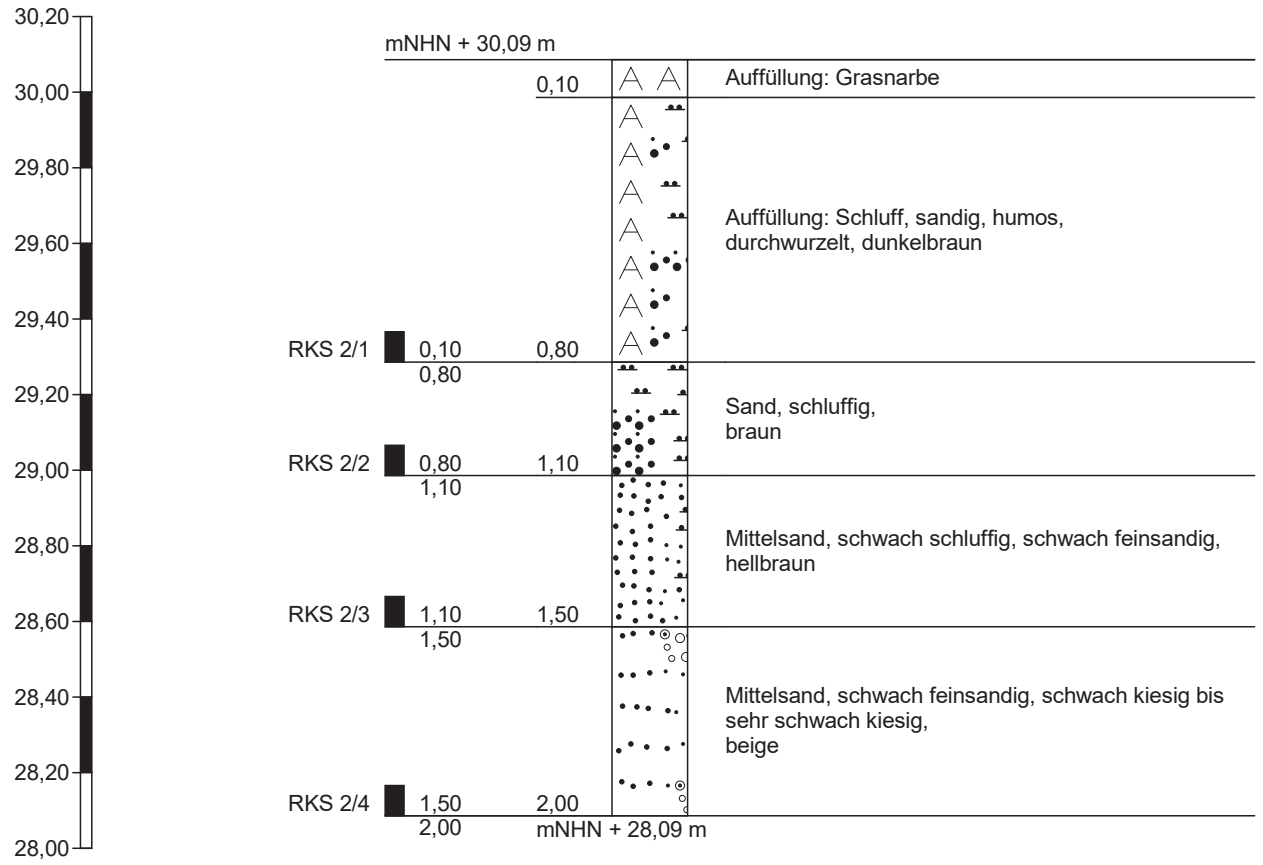 30,20
mNHN + 30,09 m
0,10
A A
Auffüllung: Grasnarbe
30,00
A
A
29,80
A
A
Auffüllung: Schluff, sandig, humos,
durchwurzelt, dunkelbraun
29,60
A
A
29,40
A
RKS 2/1 0,10 0,80
0,80
29,20
Sand, schluffig,
braun
29,00
RKS 2/2 0,80 1,10
1,10
28,80
Mittelsand, schwach schluffig, schwach feinsandig,
hellbraun
28,60
RKS 2/3 1,10 1,50
1,50
28,40
Mittelsand, schwach feinsandig, schwach kiesig bis
sehr schwach kiesig,
beige
28,20
RKS 2/4 1,50 2,00
2,00
mNHN + 28,09 m
28,00